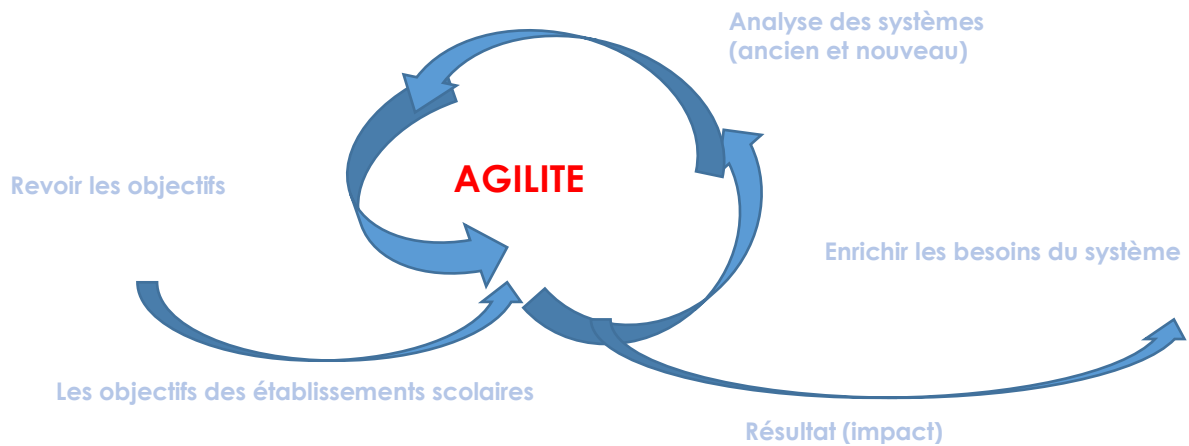 Analyse des systèmes
(ancien et nouveau)
AGILITE
Revoir les objectifs
Enrichir les besoins du système
Les objectifs des établissements scolaires
Résultat (impact)